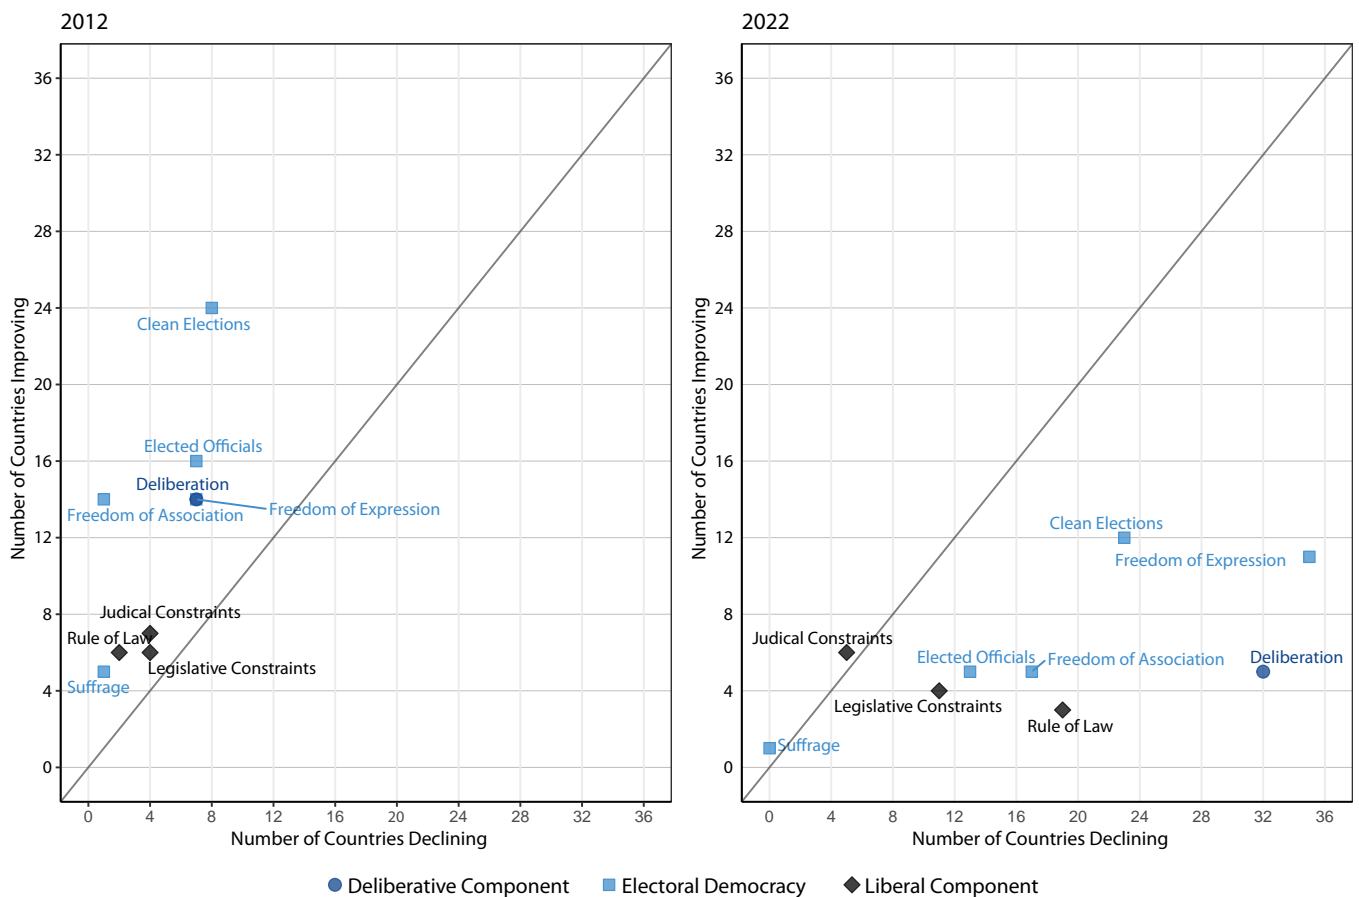 2012
Number of Countries Improving
36
32
28
24
20
16
12
8
4
0
Clean Elections
Elected Officials
Deliberation
Freedom of Association
Freedom of Expression
Judical Constraints
Rule of Law
Legislative Constraints
Suffrage
0 4 8 12 16 20 24 28 32 36
Number of Countries Declining
2022
Number of Countries Improving
36
32
28
24
20
16
12
8
4
0
Clean Elections
Freedom of Expression
Judical Constraints
Elected Officials
Freedom of Association
Deliberation
Legislative Constraints
Rule of Law
Suffrage
0 4 8 12 16 20 24 28 32 36
Number of Countries Declining
Deliberative Component Electoral Democracy Liberal Component